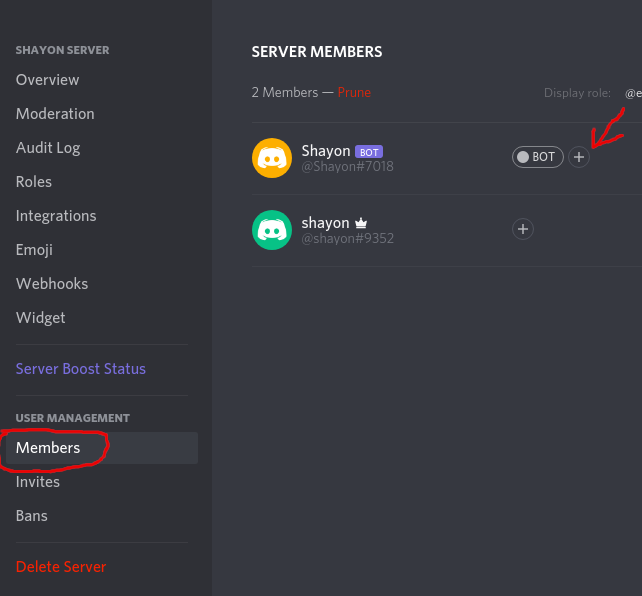 SHAYON SERVER
Overview
Moderation
Audit Log
Roles
Integrations
Emoji
Webhooks
Widget
Server Boost Status
USER MANAGEMENT
Members
Invites
Bans
Delete Server
SERVER MEMBERS
2 Members — Prune
Display role: @e
Shayon BOT
@Shayon#7018
BOT +
shayon
@shayon#9352
+